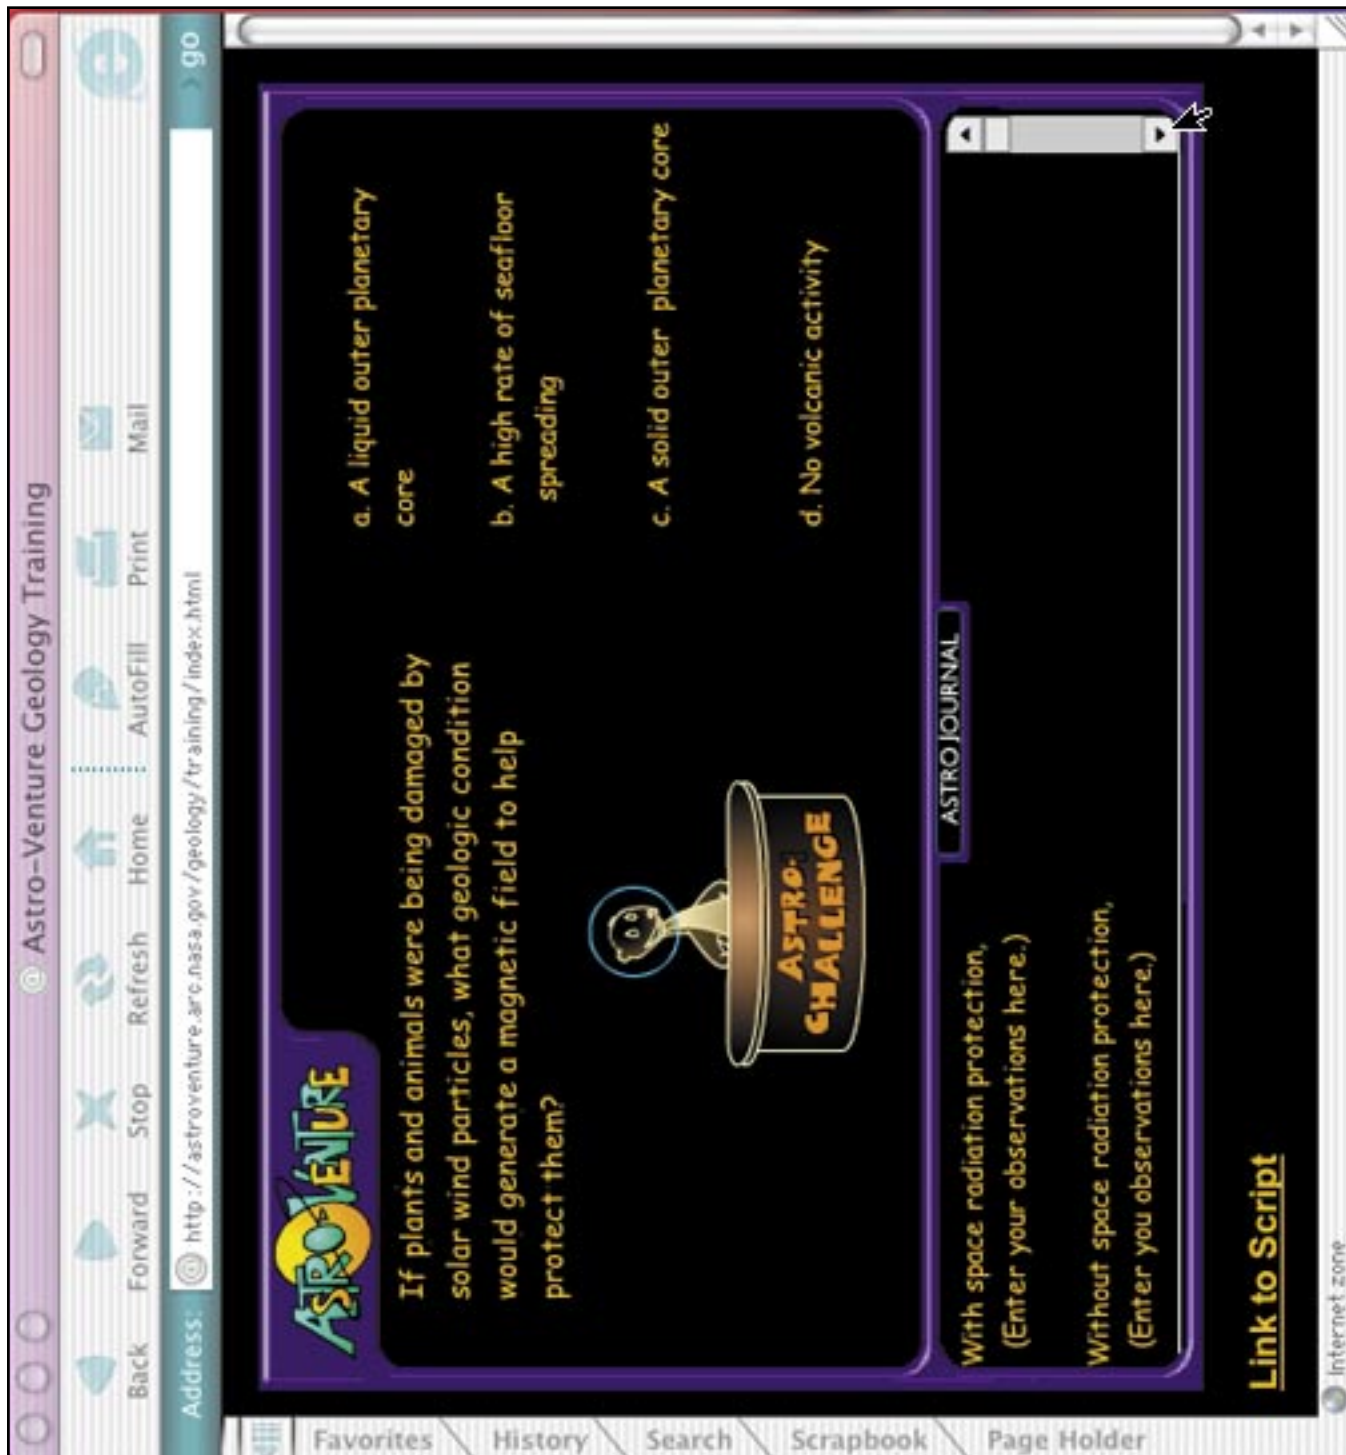 @ Astro-Venture Geology Training
Back Forward Stop Refresh Home AutoFill Print Mail
Address: @ http://astroventure.arc.nasa.gov/geology/training/index.html go
Favorites
History
Search
Scrapbook
Page Holder
ASTRO-VENTURE
If plants and animals were being damaged by
solar wind particles, what geologic condition
would generate a magnetic field to help
protect them?
a. A liquid outer planetary
core
b. A high rate of seafloor
spreading
c. A solid outer planetary core
d. No volcanic activity
ASTRO-
CHALLENGE
ASTRO JOURNAL
With space radiation protection,
(Enter your observations here.)
Without space radiation protection,
(Enter you observations here.)
Link to Script
Internet zone